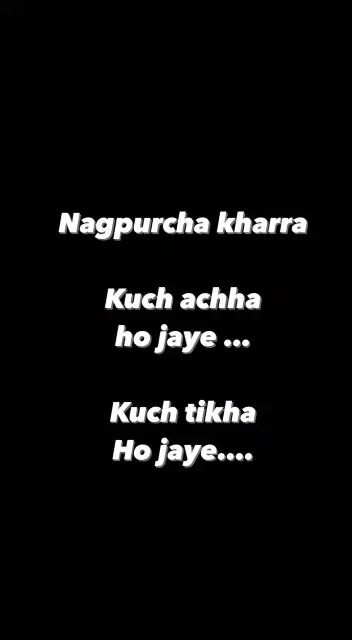 Nagpurcha kharra
Kuch achha
ho jaye ...
Kuch tikha
Ho jaye....